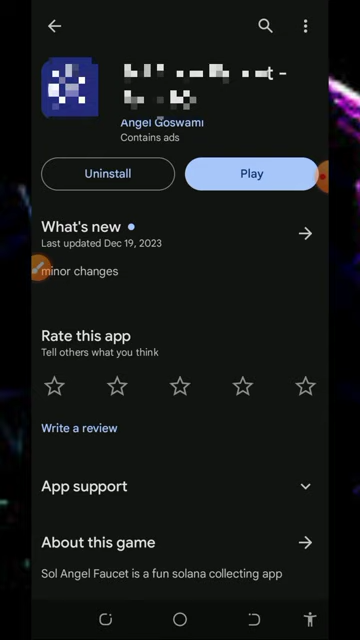 Angel Goswami
Contains ads
Uninstall
Play
What's new
Last updated Dec 19, 2023
minor changes
Rate this app
Tell others what you think
Write a review
App support
About this game
Sol Angel Faucet is a fun solana collecting app